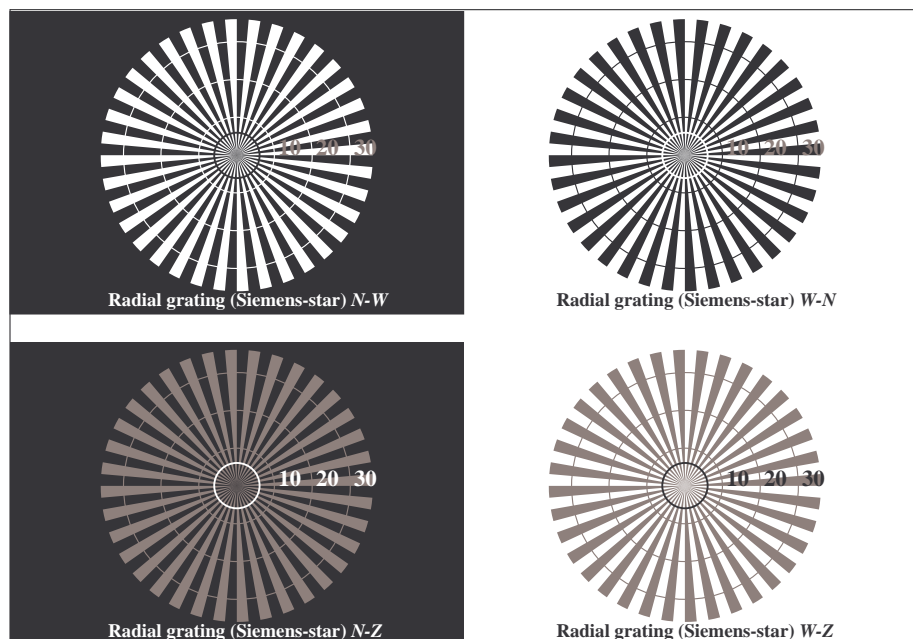 10 20 30
Radial grating (Siemens-star) N-W
10 20 30
Radial grating (Siemens-star) W-N
10 20 30
Radial grating (Siemens-star) N-Z
10 20 30
Radial grating (Siemens-star) W-Z